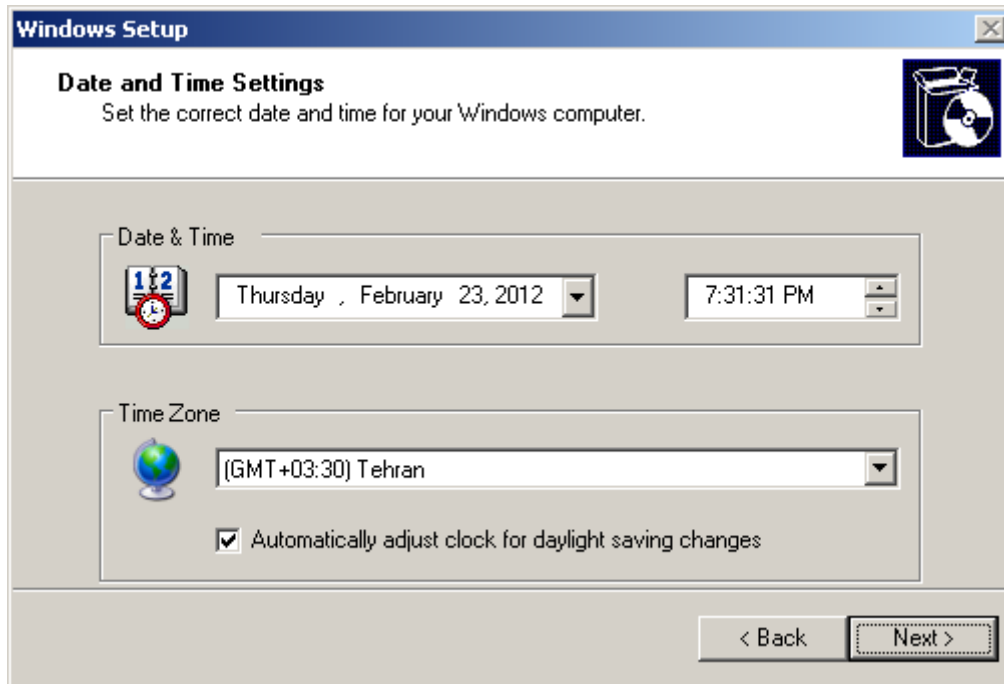 Windows Setup
Date and Time Settings
Set the correct date and time for your Windows computer.
Date & Time
1 2
Thursday , February 23, 2012
7:31:31 PM
Time Zone
(GMT+03:30) Tehran
Automatically adjust clock for daylight saving changes
< Back
Next >